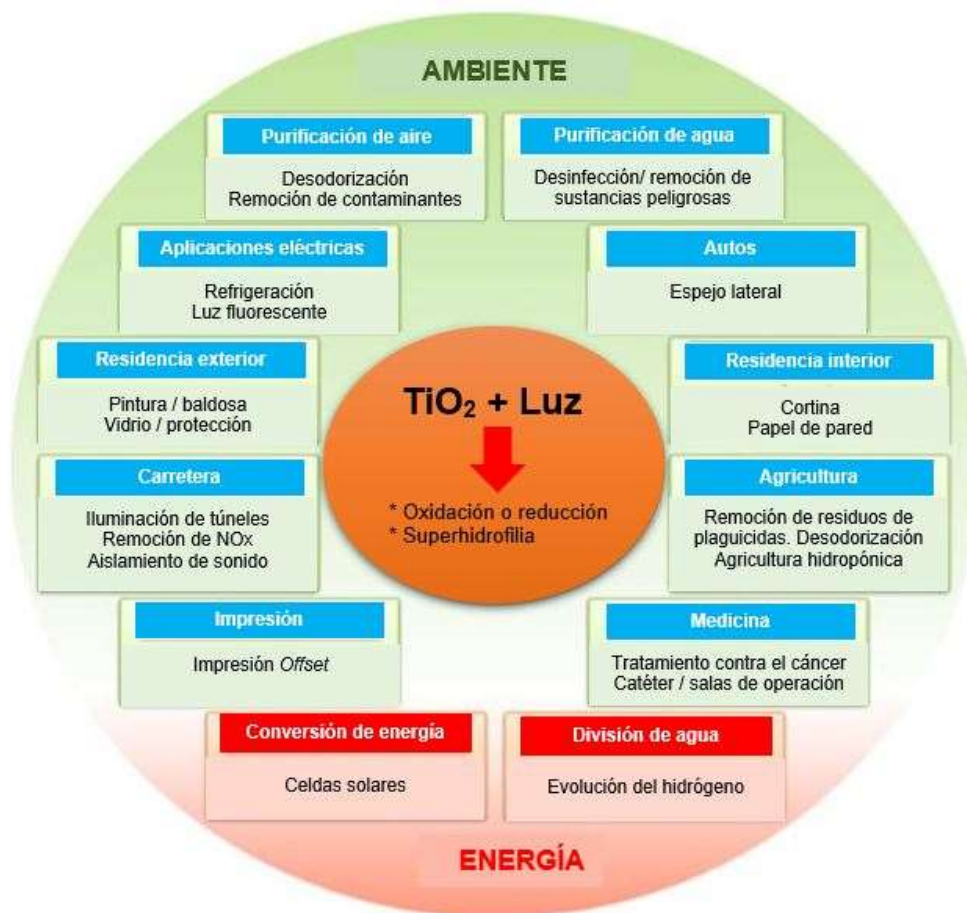 AMBIENTE
Purificación de aire
Desodorización
Remoción de contaminantes
Purificación de agua
Desinfección/ remoción de
sustancias peligrosas
Aplicaciones eléctricas
Refrigeración
Luz fluorescente
Autos
Espejo lateral
Residencia exterior
Pintura / baldosa
Vidrio / protección
TiO₂ + Luz
* Oxidación o reducción
* Superhidrofilia
Residencia interior
Cortina
Papel de pared
Carretera
Iluminación de túneles
Remoción de NOx
Aislamiento de sonido
Agricultura
Remoción de residuos de
plaguicidas. Desodorización
Agricultura hidropónica
Impresión
Impresión Offset
Medicina
Tratamiento contra el cáncer
Catéter / salas de operación
Conversión de energía
Celdas solares
División de agua
Evolución del hidrógeno
ENERGÍA